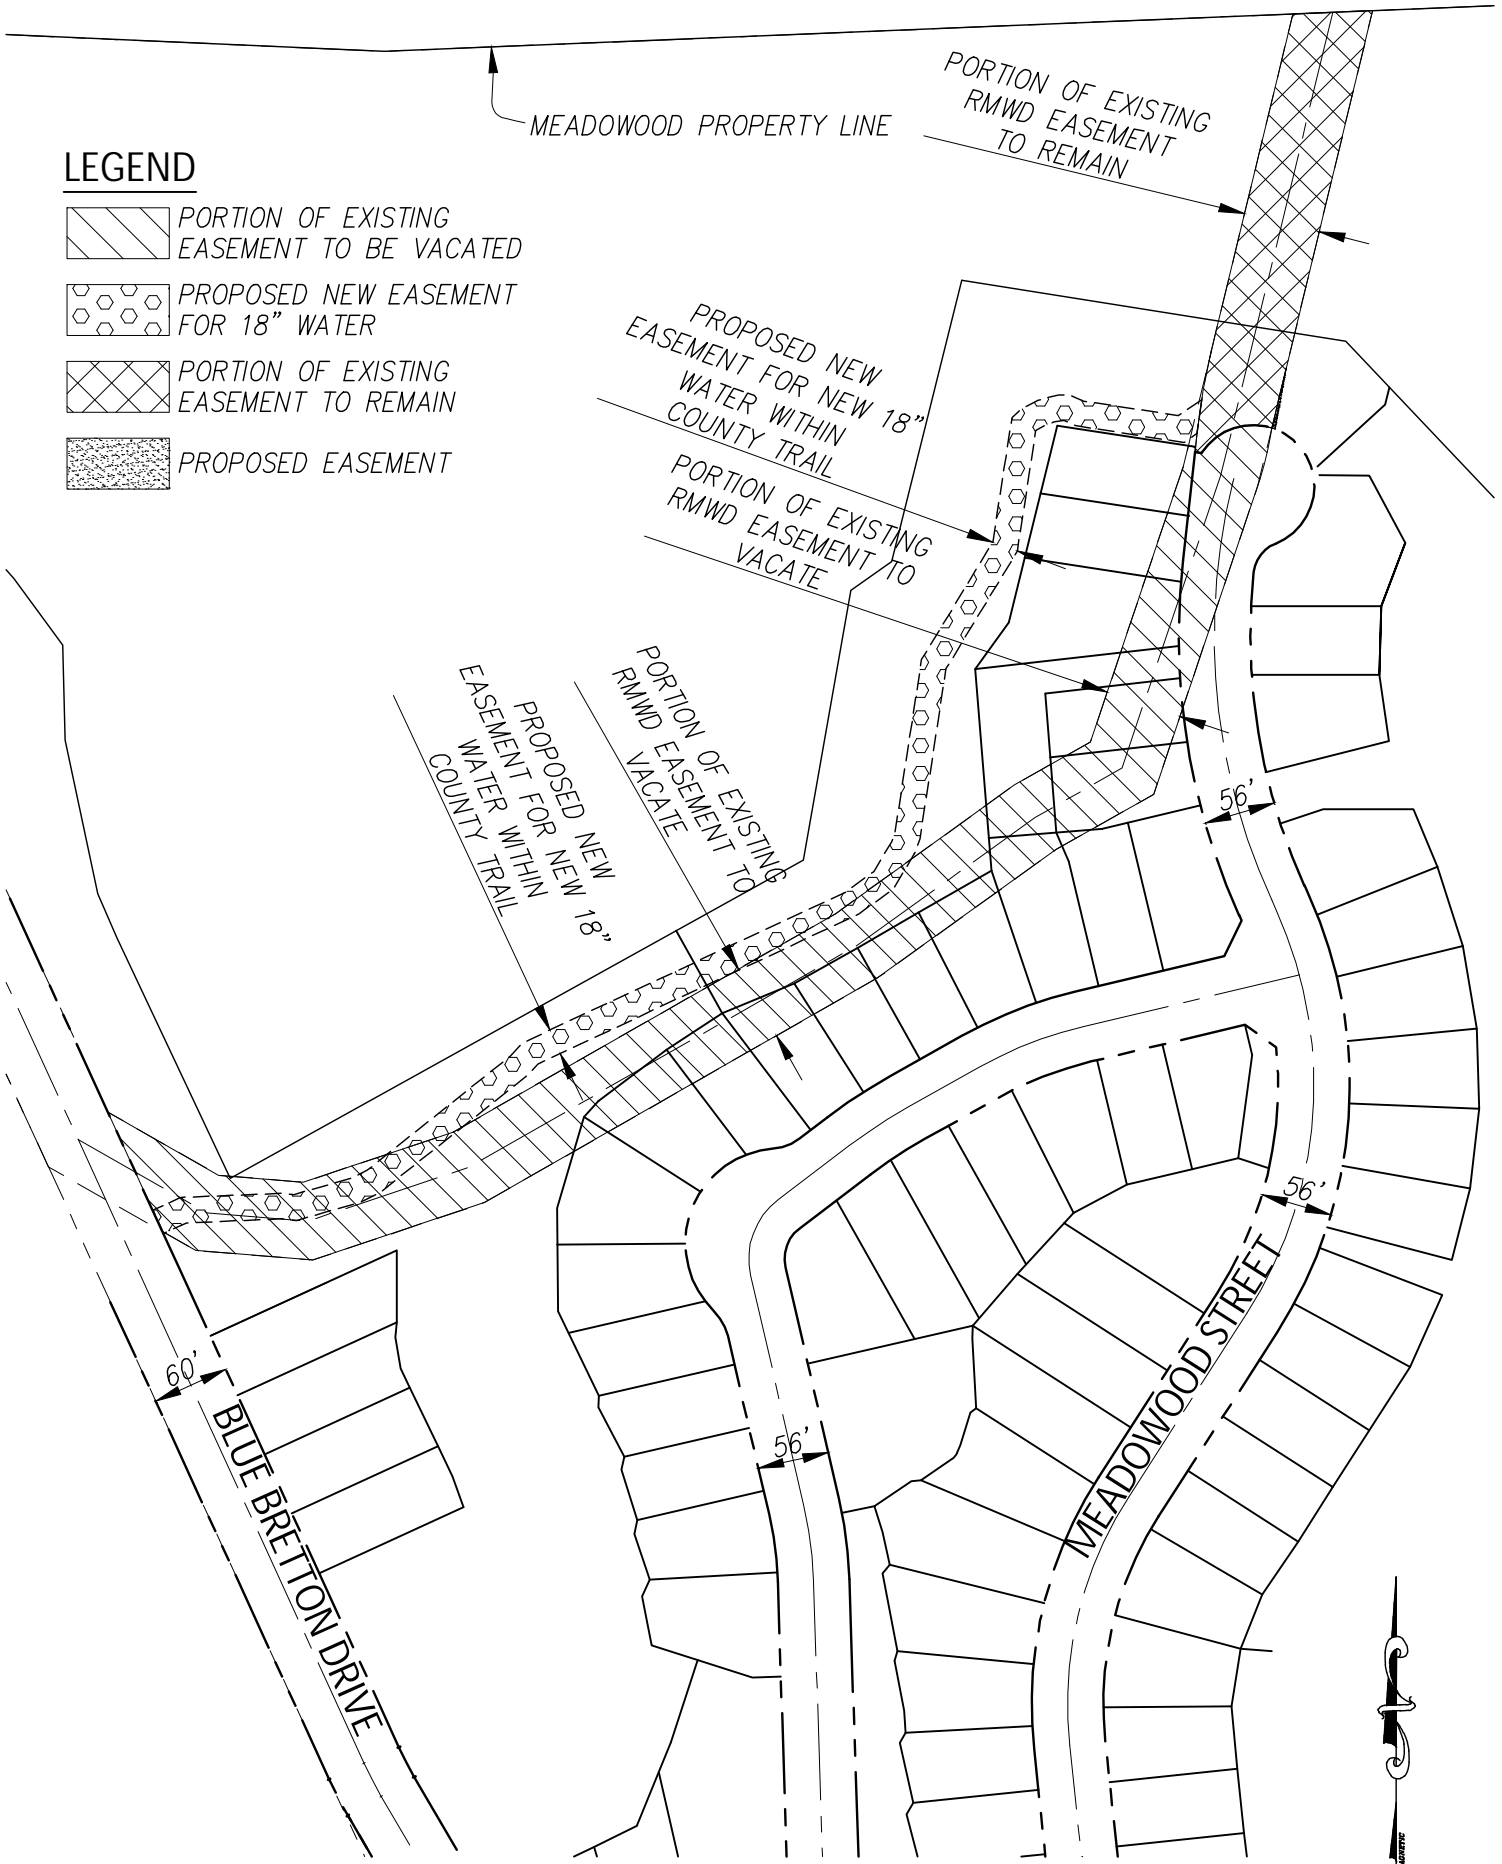 PORTION OF EXISTING
RMWD EASEMENT
TO REMAIN
MEADOWOOD PROPERTY LINE
LEGEND
PORTION OF EXISTING
EASEMENT TO BE VACATED
PROPOSED NEW EASEMENT
FOR 18" WATER
PORTION OF EXISTING
EASEMENT TO REMAIN
PROPOSED EASEMENT
PROPOSED NEW
EASEMENT FOR NEW 18"
WATER WITHIN
COUNTY TRAIL
PORTION OF EXISTING
RMWD EASEMENT TO
VACATE
PORTION OF EXISTING
RMWD EASEMENT TO
VACATE
PROPOSED NEW
EASEMENT FOR NEW 18"
WATER WITHIN
COUNTY TRAIL
56'
56'
MEADOWOOD STREET
60'
BLUE BRETTON DRIVE
56'